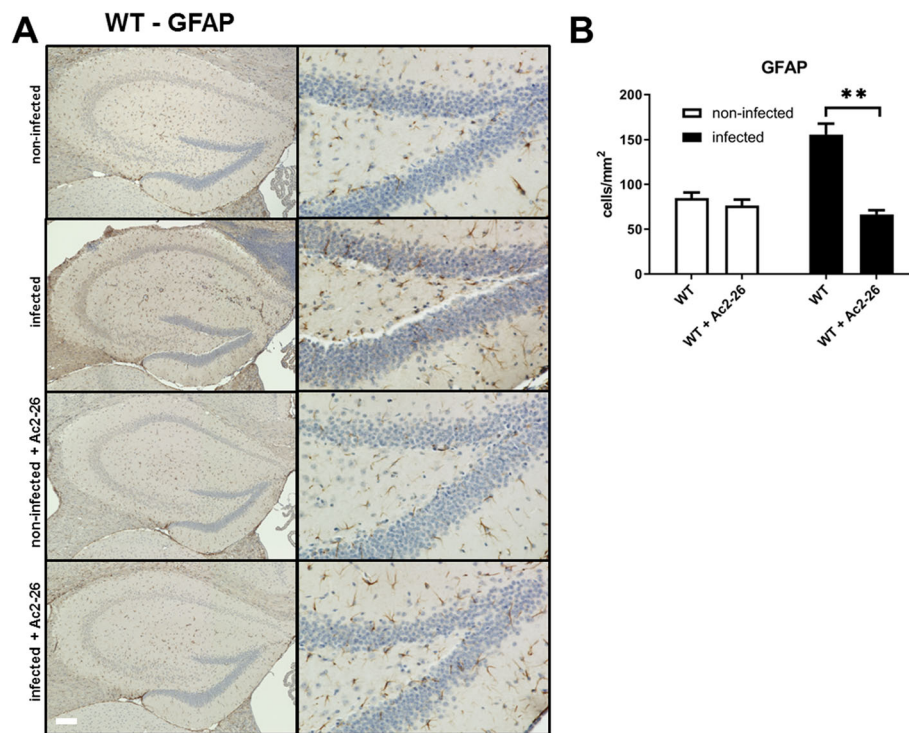 A
WT - GFAP
non-infected
infected
non-infected + Ac2-26
infected + Ac2-26
B
GFAP
cells/mm²
200
150
100
50
0
non-infected
infected
**
WT
WT + Ac2-26
WT
WT + Ac2-26